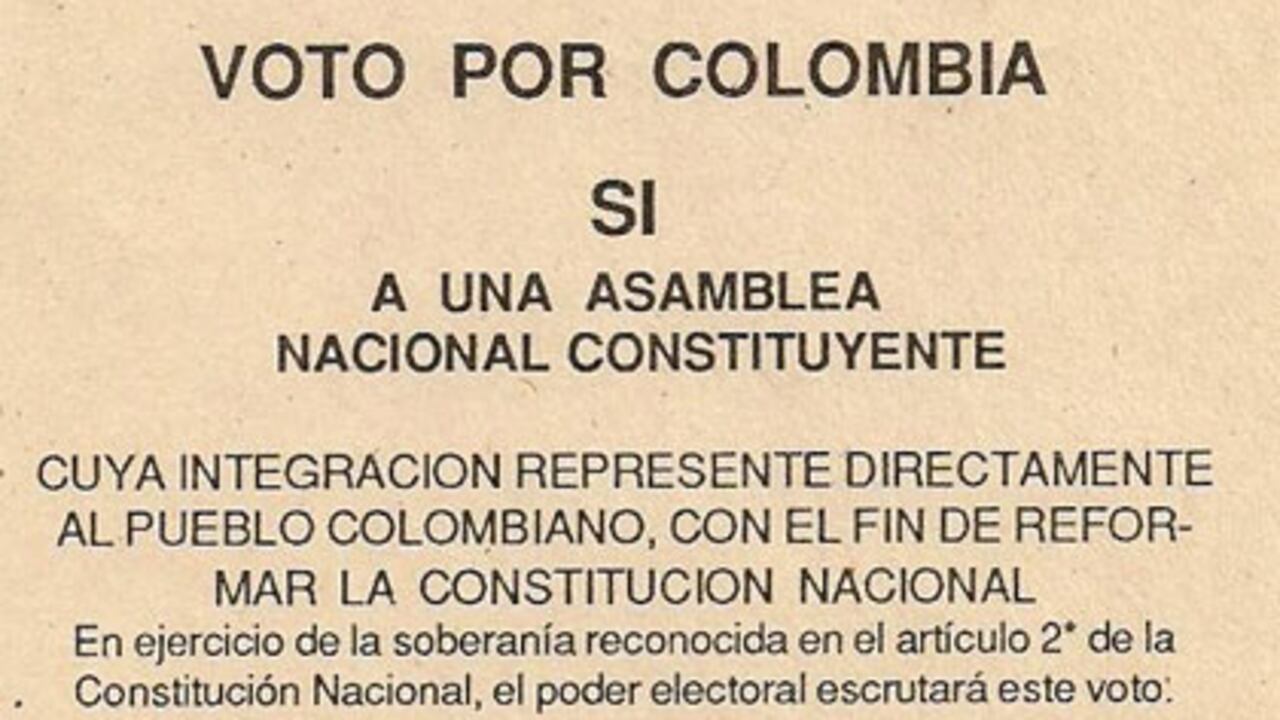 VOTO POR COLOMBIA
SI
A UNA ASAMBLEA
NACIONAL CONSTITUYENTE
CUYA INTEGRACION REPRESENTE DIRECTAMENTE
AL PUEBLO COLOMBIANO, CON EL FIN DE REFOR-
MAR LA CONSTITUCION NACIONAL
En ejercicio de la soberanía reconocida en el artículo 2° de la
Constitución Nacional, el poder electoral escrutará este voto.